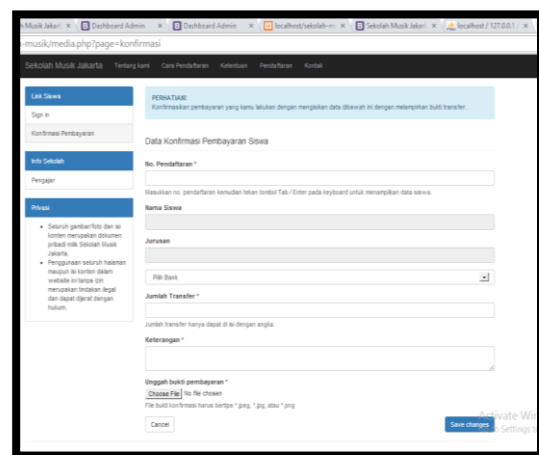 h Musik Jakart × Dashboard Admin × Dashboard Admin × localhost/sekolah-m × Sekolah Musik Jakart × localhost / 127.0.0.1 ×
-musik/media.php?page=konfirmasi
Sekolah Musik Jakarta Tentang kami Cara Pendaftaran Ketentuan Pendaftaran Kontak
Link Siswa
Sign in
Konfirmasi Pembayaran
Info Sekolah
Pengajar
Privasi
Seluruh gambar/foto dan isi
konten merupakan dokumen
pribadi milik Sekolah Musik
Jakarta.
Penggunaan seluruh halaman
maupun isi konten dalam
website ini tanpa izin
merupakan tindakan ilegal
dan dapat dijerat dengan
hukum.
PERHATIAN!
Konfirmasikan pembayaran yang kamu lakukan dengan mengisikan data dibawah ini dengan melampirkan bukti transfer.
Data Konfirmasi Pembayaran Siswa
No. Pendaftaran *
Masukkan no. pendaftaran kemudian tekan tombol Tab / Enter pada keyboard untuk menampilkan data siswa.
Nama Siswa
Jurusan
Pilih Bank
Jumlah Transfer *
Jumlah transfer hanya dapat di isi dengan angka.
Keterangan *
Unggah bukti pembayaran *
Choose File No file chosen
File bukti konfirmasi harus bertipe *.jpeg, *.jpg, atau *.png
Cancel Save changes
Activate Win
Settings t